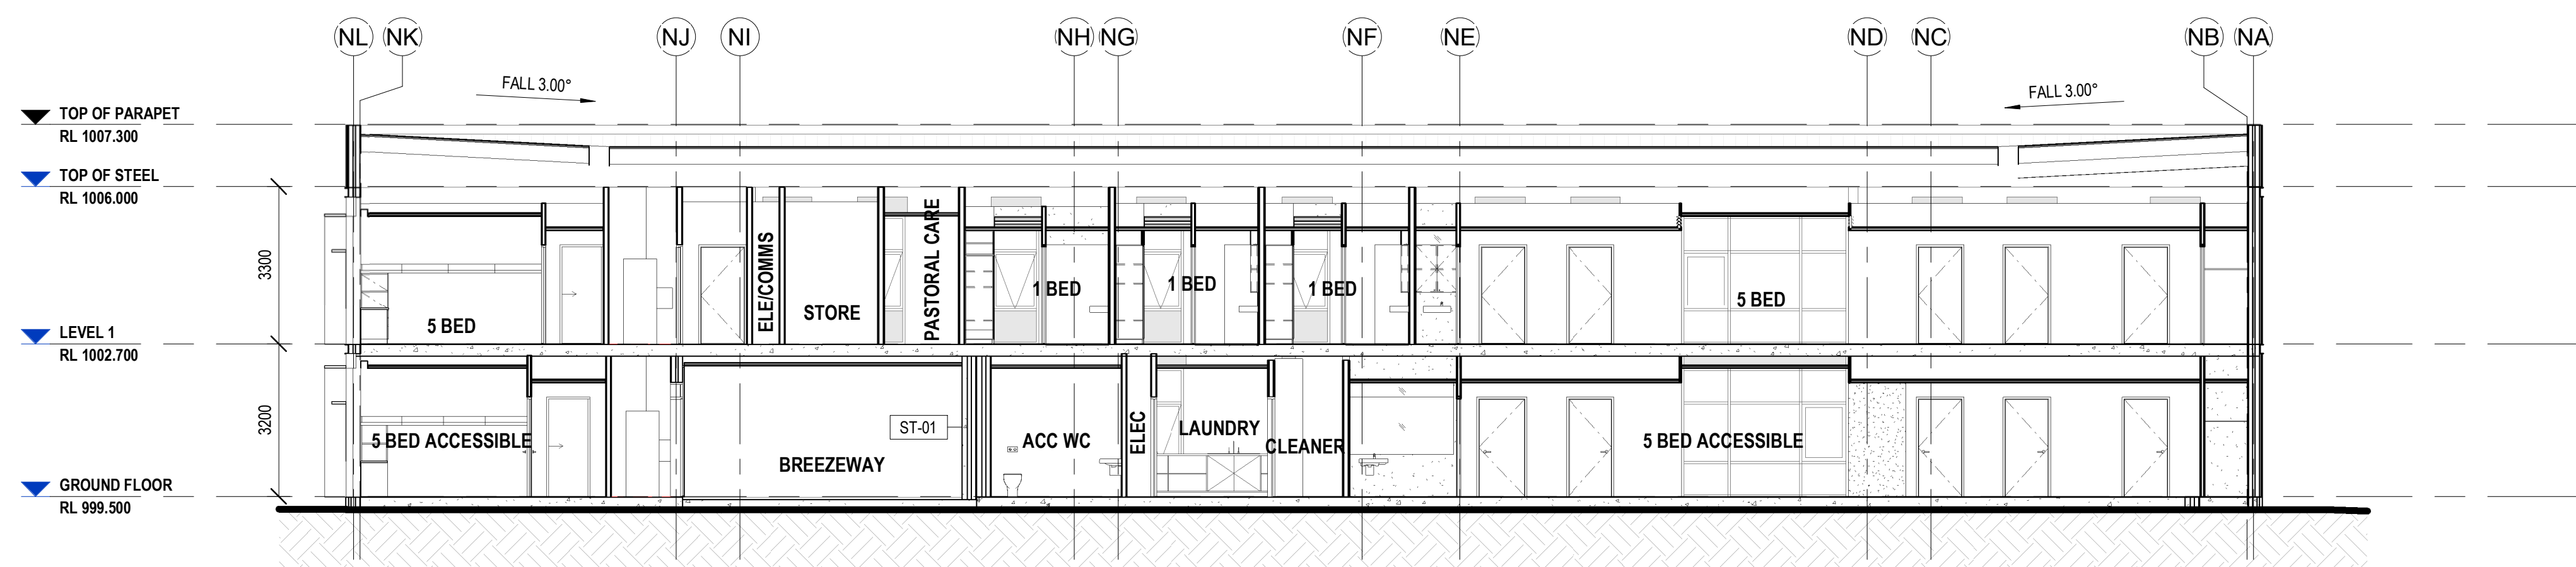 NL NK NJ NI NH NG NF NE ND NC NB NA
FALL 3.00°
FALL 3.00°
TOP OF PARAPET
RL 1007.300
TOP OF STEEL
RL 1006.000
3300
5 BED
ELE/COMMS
STORE
PASTORAL CARE
1 BED
1 BED
1 BED
5 BED
LEVEL 1
RL 1002.700
3200
5 BED ACCESSIBLE
BREEZEWAY
ST-01
ACC WC
ELEC
LAUNDRY
CLEANER
5 BED ACCESSIBLE
GROUND FLOOR
RL 999.500